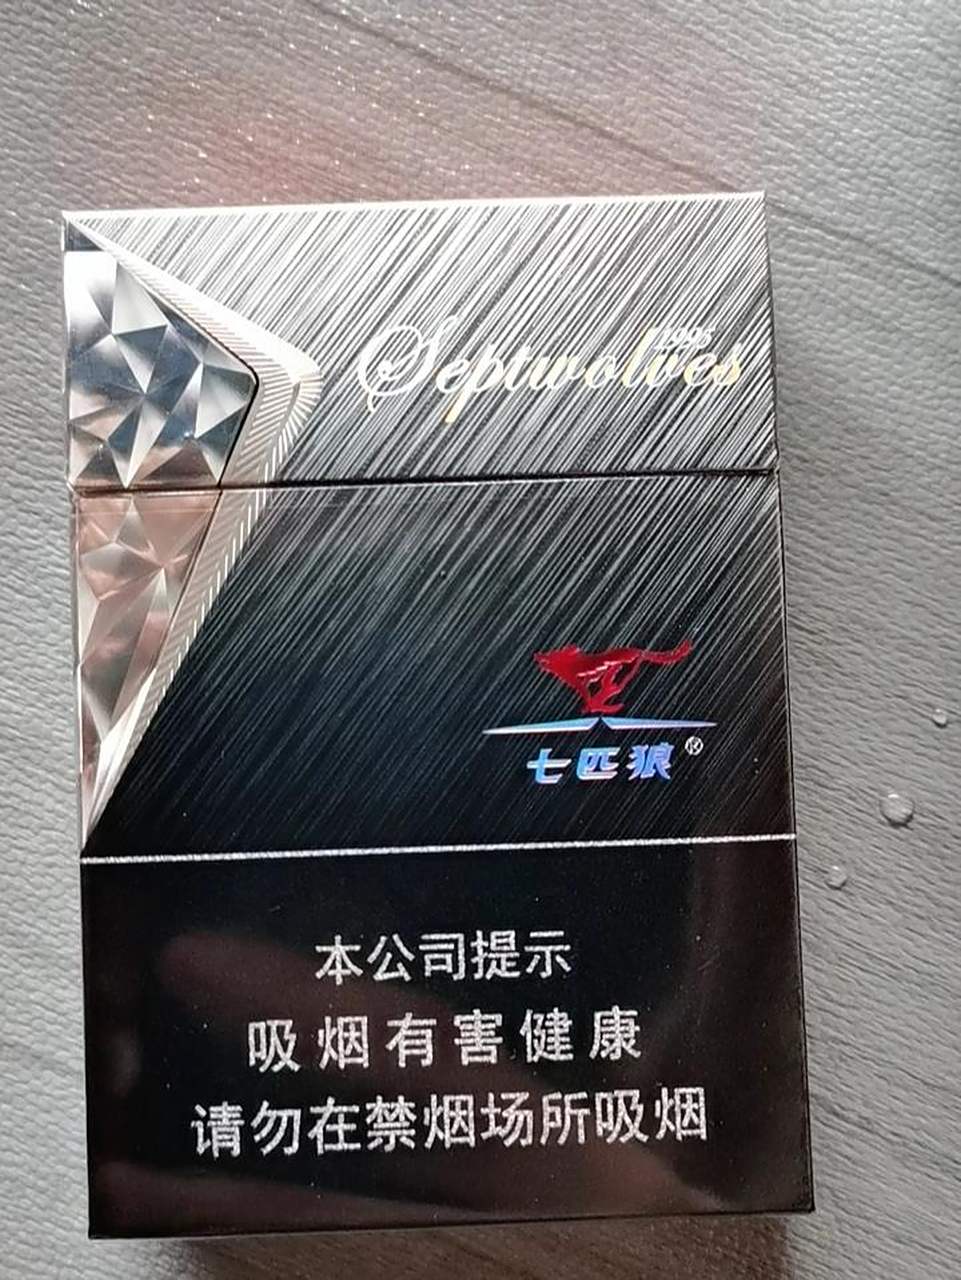 1995
Septwolves
七匹狼®
本公司提示
吸烟有害健康
请勿在禁烟场所吸烟